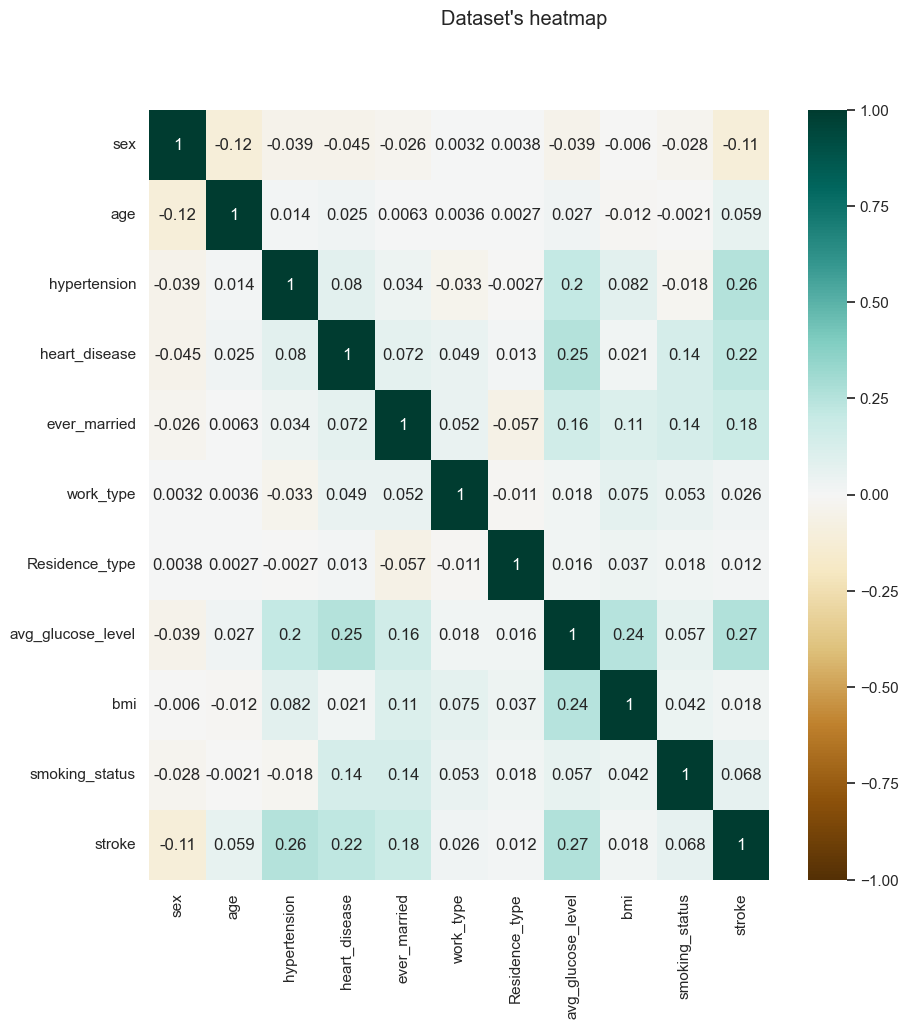 Dataset's heatmap
sex 1 -0.12 -0.039 -0.045 -0.026 0.0032 0.0038 -0.039 -0.006 -0.028 -0.11
age -0.12 1 0.014 0.025 0.0063 0.0036 0.0027 0.027 -0.012 -0.0021 0.059
hypertension -0.039 0.014 1 0.08 0.034 -0.033 -0.0027 0.2 0.082 -0.018 0.26
heart_disease -0.045 0.025 0.08 1 0.072 0.049 0.013 0.25 0.021 0.14 0.22
ever_married -0.026 0.0063 0.034 0.072 1 0.052 -0.057 0.16 0.11 0.14 0.18
work_type 0.0032 0.0036 -0.033 0.049 0.052 1 -0.011 0.018 0.075 0.053 0.026
Residence_type 0.0038 0.0027 -0.0027 0.013 -0.057 -0.011 1 0.016 0.037 0.018 0.012
avg_glucose_level -0.039 0.027 0.2 0.25 0.16 0.018 0.016 1 0.24 0.057 0.27
bmi -0.006 -0.012 0.082 0.021 0.11 0.075 0.037 0.24 1 0.042 0.018
smoking_status -0.028 -0.0021 -0.018 0.14 0.14 0.053 0.018 0.057 0.042 1 0.068
stroke -0.11 0.059 0.26 0.22 0.18 0.026 0.012 0.27 0.018 0.068 1
sex age hypertension heart_disease ever_married work_type Residence_type avg_glucose_level bmi smoking_status stroke
1.00
0.75
0.50
0.25
0.00
−0.25
−0.50
−0.75
−1.00